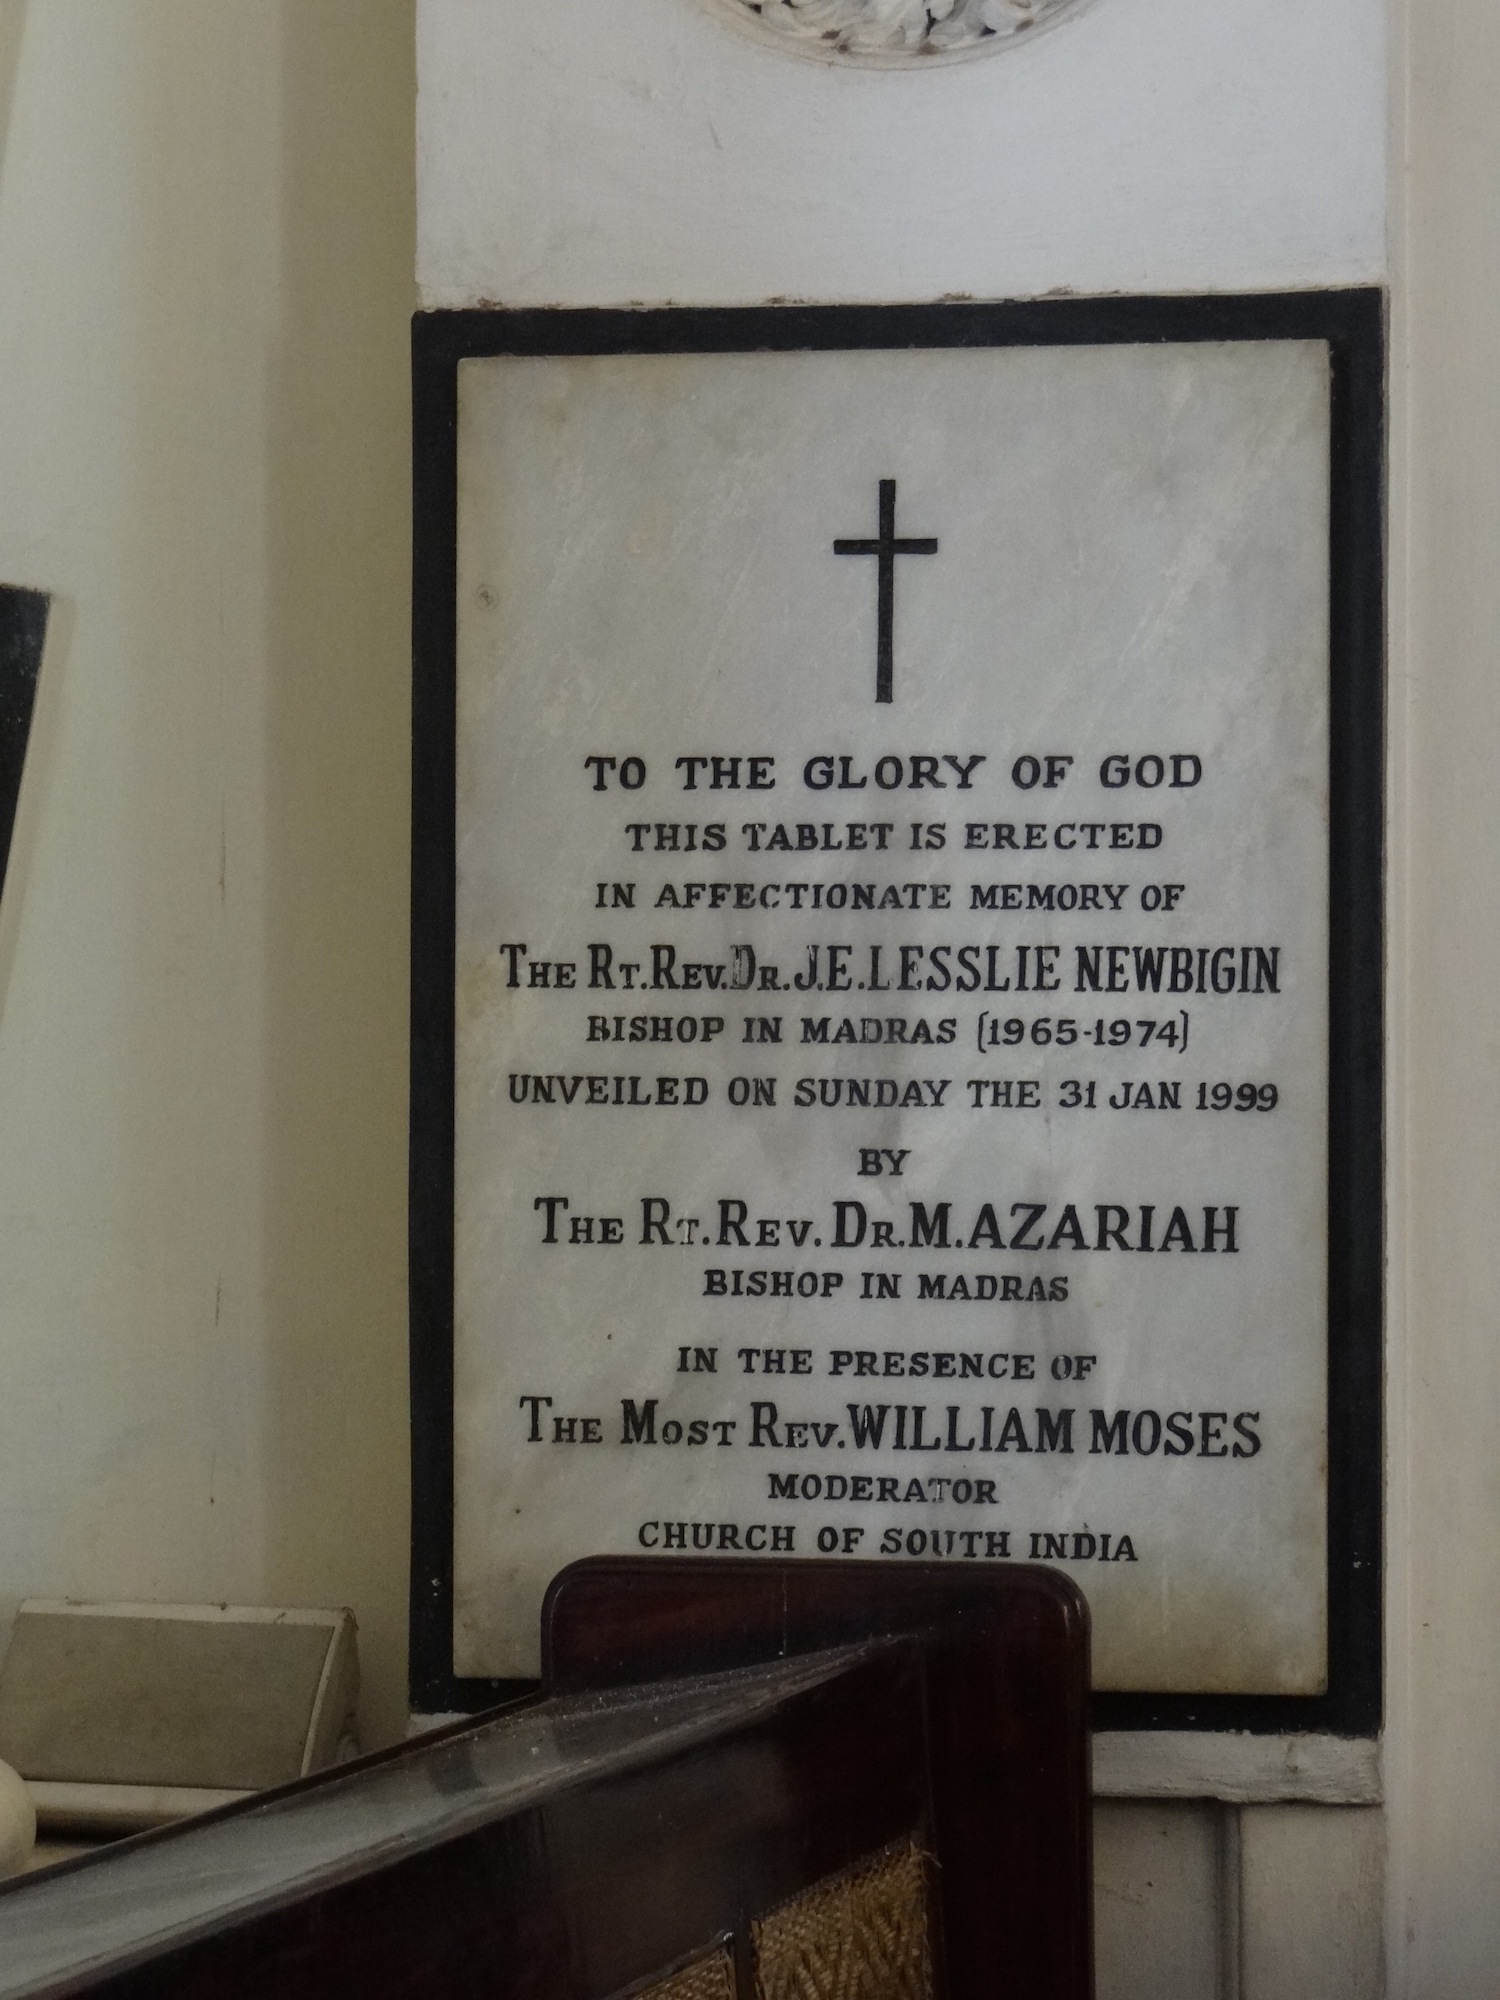 TO THE GLORY OF GOD
THIS TABLET IS ERECTED
IN AFFECTIONATE MEMORY OF
THE RT.REV.DR.J.E.LESSLIE NEWBIGIN
BISHOP IN MADRAS (1965-1974)
UNVEILED ON SUNDAY THE 31 JAN 1999
BY
THE RT.REV.DR.M.AZARIAH
BISHOP IN MADRAS
IN THE PRESENCE OF
THE MOST REV.WILLIAM MOSES
MODERATOR
CHURCH OF SOUTH INDIA